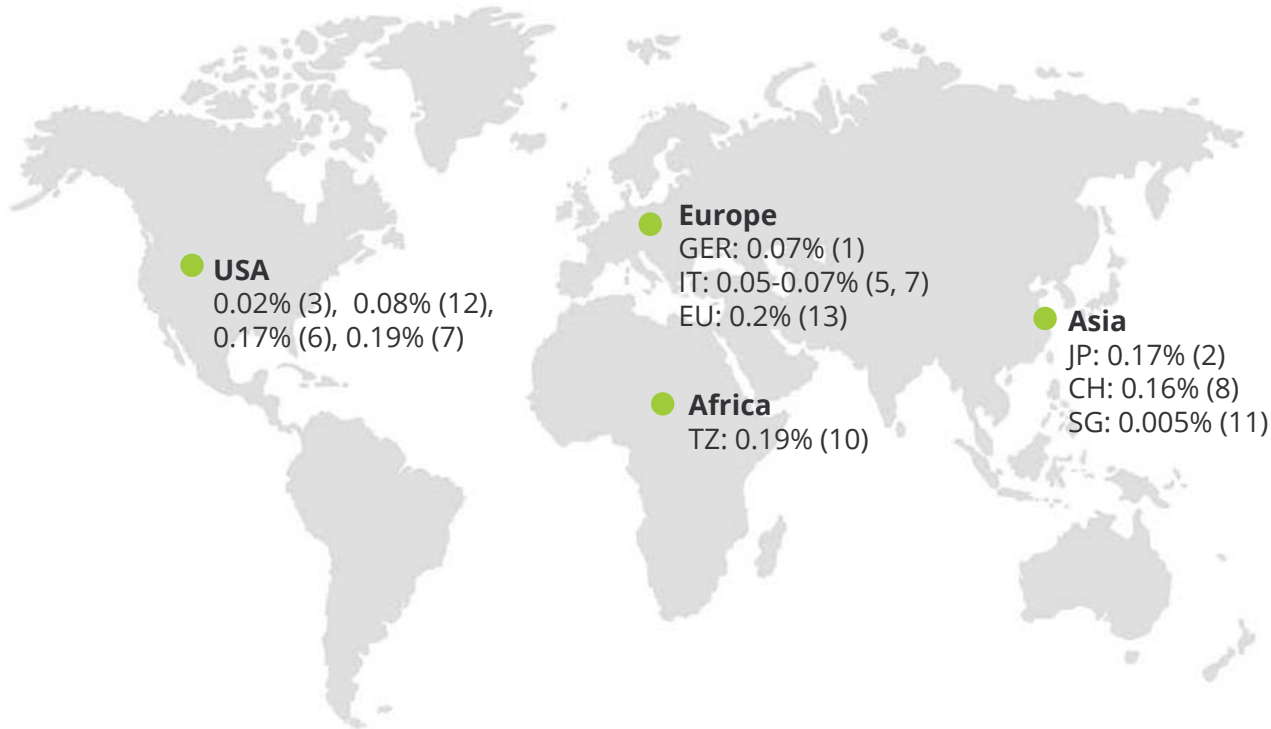 USA
0.02% (3),  0.08% (12),
0.17% (6), 0.19% (7)
Europe
GER: 0.07% (1)
IT: 0.05-0.07% (5, 7)
EU: 0.2% (13)
Africa
TZ: 0.19% (10)
Asia
JP: 0.17% (2)
CH: 0.16% (8)
SG: 0.005% (11)